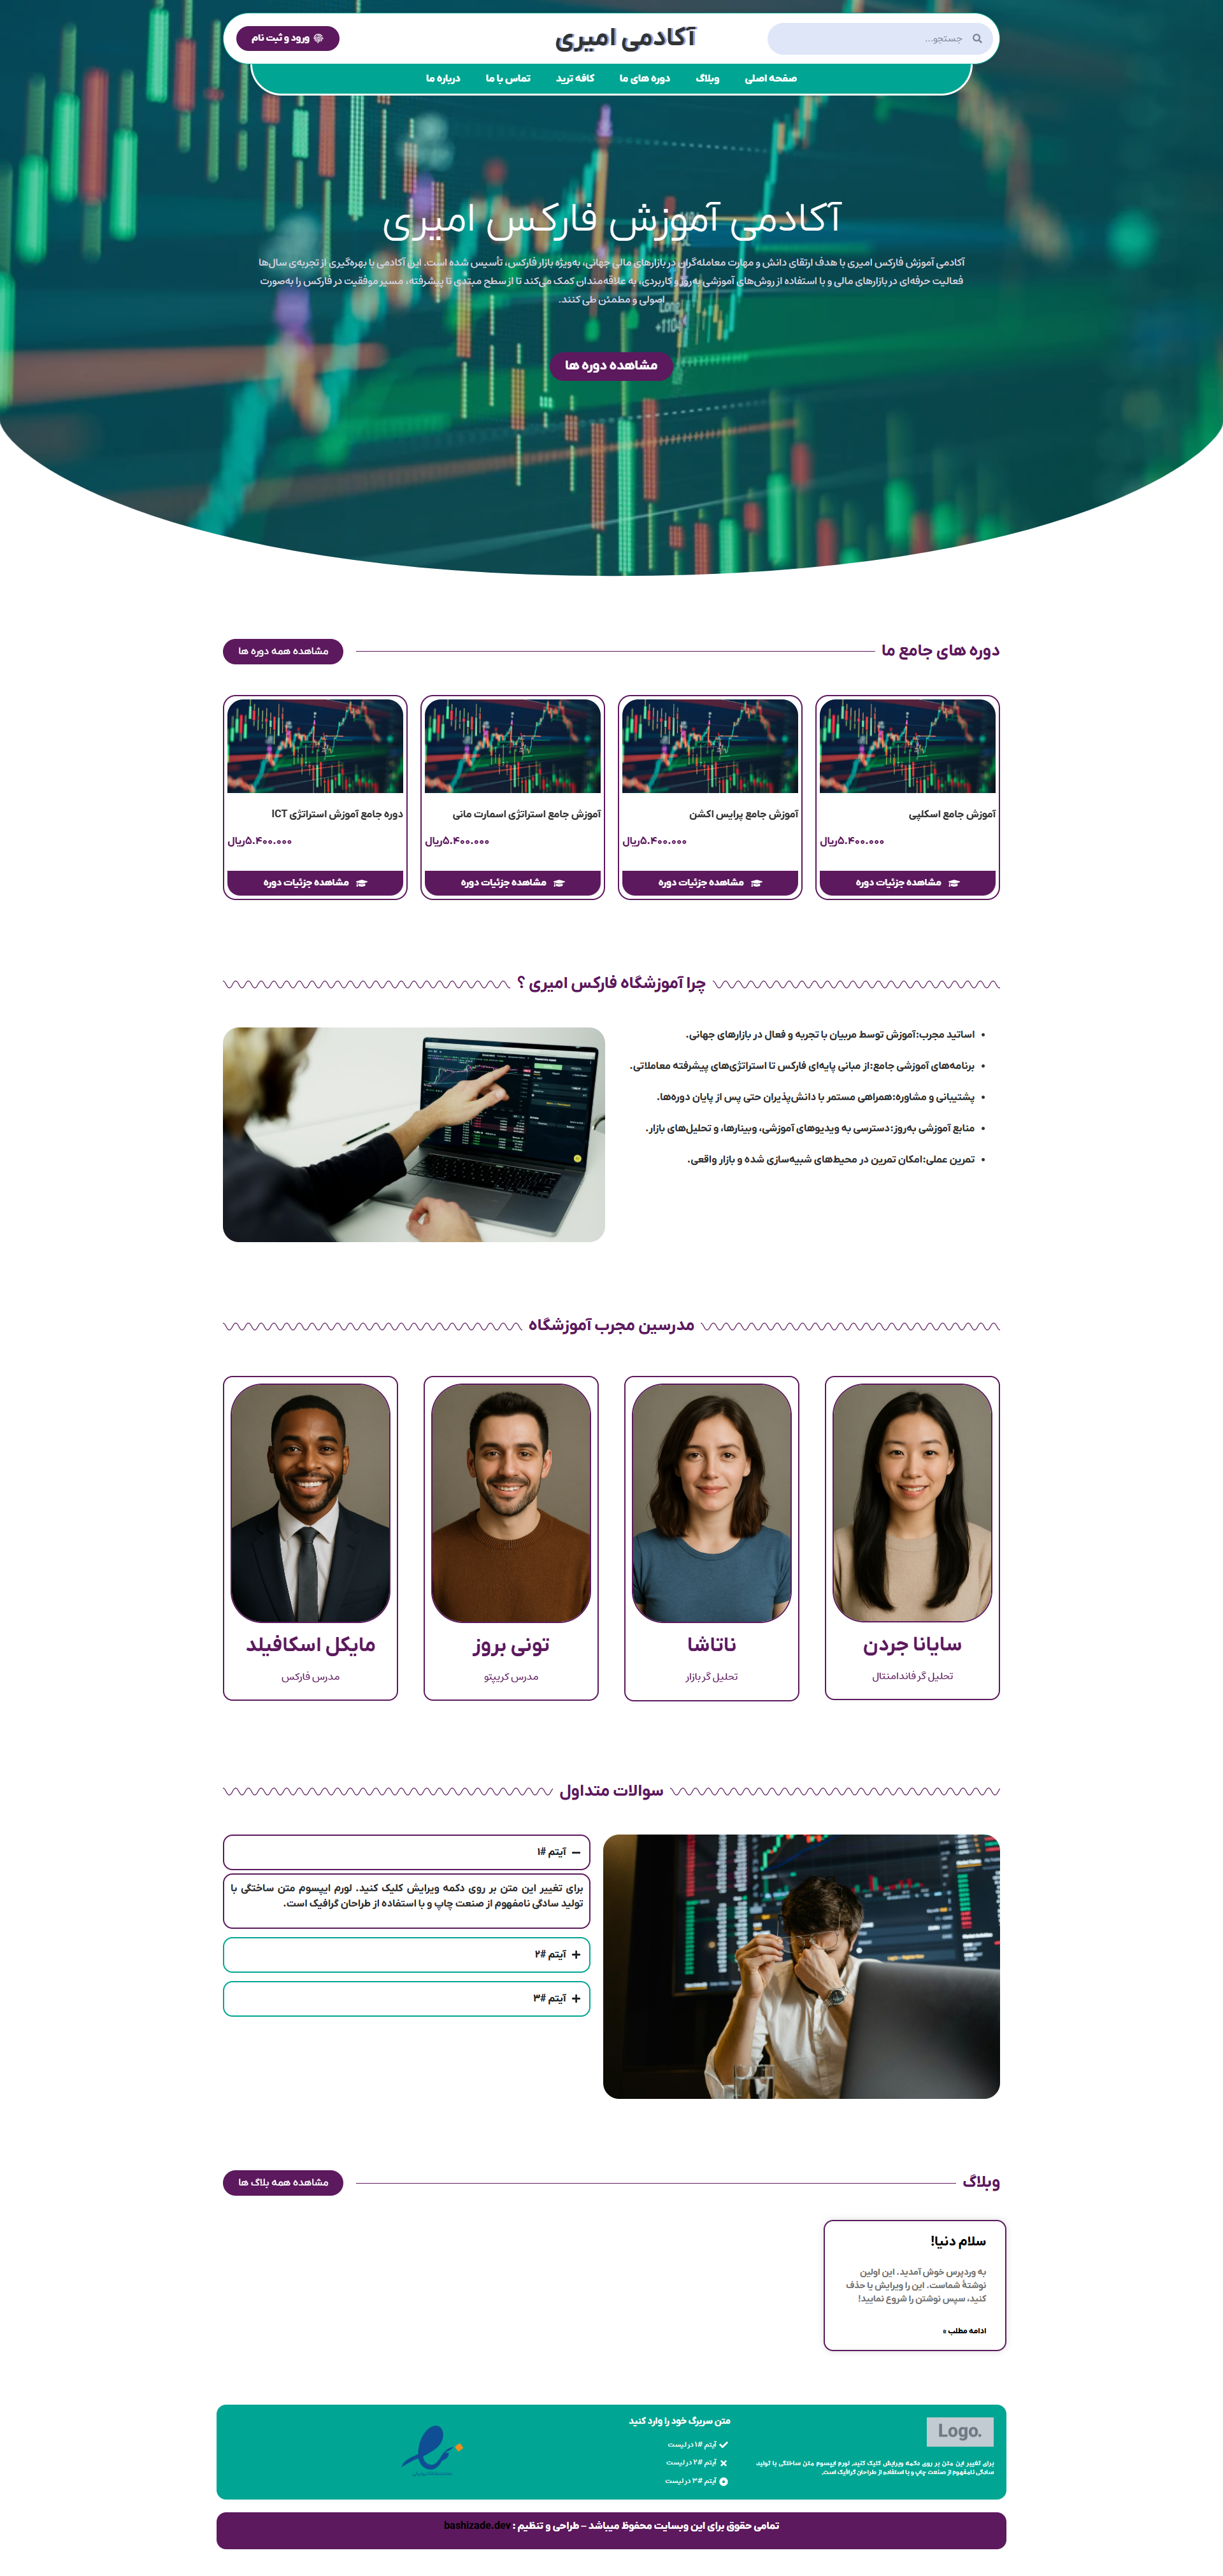 جستجو...
آکادمی امیری
ورود و ثبت نام
صفحه اصلی
وبلاگ
دوره های ما
کافه ترید
تماس با ما
درباره ما
آکادمی آموزش فارکس امیری
آکادمی آموزش فارکس امیری با هدف ارتقای دانش و مهارت معامله‌گران در بازارهای مالی جهانی، به‌ویژه بازار فارکس، تأسیس شده است. این آکادمی با بهره‌گیری از تجربه‌ی سال‌ها
فعالیت حرفه‌ای در بازارهای مالی و با استفاده از روش‌های آموزشی به‌روز و کاربردی، به علاقه‌مندان کمک می‌کند تا از سطح مبتدی تا پیشرفته، مسیر موفقیت در فارکس را به‌صورت
اصولی و مطمئن طی کنند.
مشاهده دوره ها
دوره های جامع ما
مشاهده همه دوره ها
آموزش جامع اسکلپی
۵.۴۰۰.۰۰۰ریال
مشاهده جزئیات دوره
آموزش جامع پرایس اکشن
۵.۴۰۰.۰۰۰ریال
مشاهده جزئیات دوره
آموزش جامع استراتژی اسمارت مانی
۵.۴۰۰.۰۰۰ریال
مشاهده جزئیات دوره
دوره جامع آموزش استراتژی ICT
۵.۴۰۰.۰۰۰ریال
مشاهده جزئیات دوره
چرا آموزشگاه فارکس امیری ؟
• اساتید مجرب:آموزش توسط مربیان با تجربه و فعال در بازارهای جهانی.
• برنامه‌های آموزشی جامع:از مبانی پایه‌ای فارکس تا استراتژی‌های پیشرفته معاملاتی.
• پشتیبانی و مشاوره:همراهی مستمر با دانش‌پذیران حتی پس از پایان دوره‌ها.
• منابع آموزشی به‌روز:دسترسی به ویدیوهای آموزشی، وبینارها، و تحلیل‌های بازار.
• تمرین عملی:امکان تمرین در محیط‌های شبیه‌سازی شده و بازار واقعی.
مدرسین مجرب آموزشگاه
سایانا جردن
تحلیل گر فاندامنتال
ناتاشا
تحلیل گر بازار
تونی بروز
مدرس کریپتو
مایکل اسکافیلد
مدرس فارکس
سوالات متداول
آیتم #۱
برای تغییر این متن بر روی دکمه ویرایش کلیک کنید. لورم ایپسوم متن ساختگی با
تولید سادگی نامفهوم از صنعت چاپ و با استفاده از طراحان گرافیک است.
آیتم #۲
آیتم #۳
وبلاگ
مشاهده همه بلاگ ها
سلام دنیا!
به وردپرس خوش آمدید. این اولین
نوشتهٔ شماست. این را ویرایش یا حذف
کنید، سپس نوشتن را شروع نمایید!
ادامه مطلب »
Logo.
برای تغییر این متن بر روی دکمه ویرایش کلیک کنید. لورم ایپسوم متن ساختگی با تولید
سادگی نامفهوم از صنعت چاپ و با استفاده از طراحان گرافیک است.
متن سربرگ خود را وارد کنید
آیتم #۱ در لیست
آیتم #۲ در لیست
آیتم #۳ در لیست
تمامی حقوق برای این وبسایت محفوظ میباشد – طراحی و تنظیم : bashizade.dev